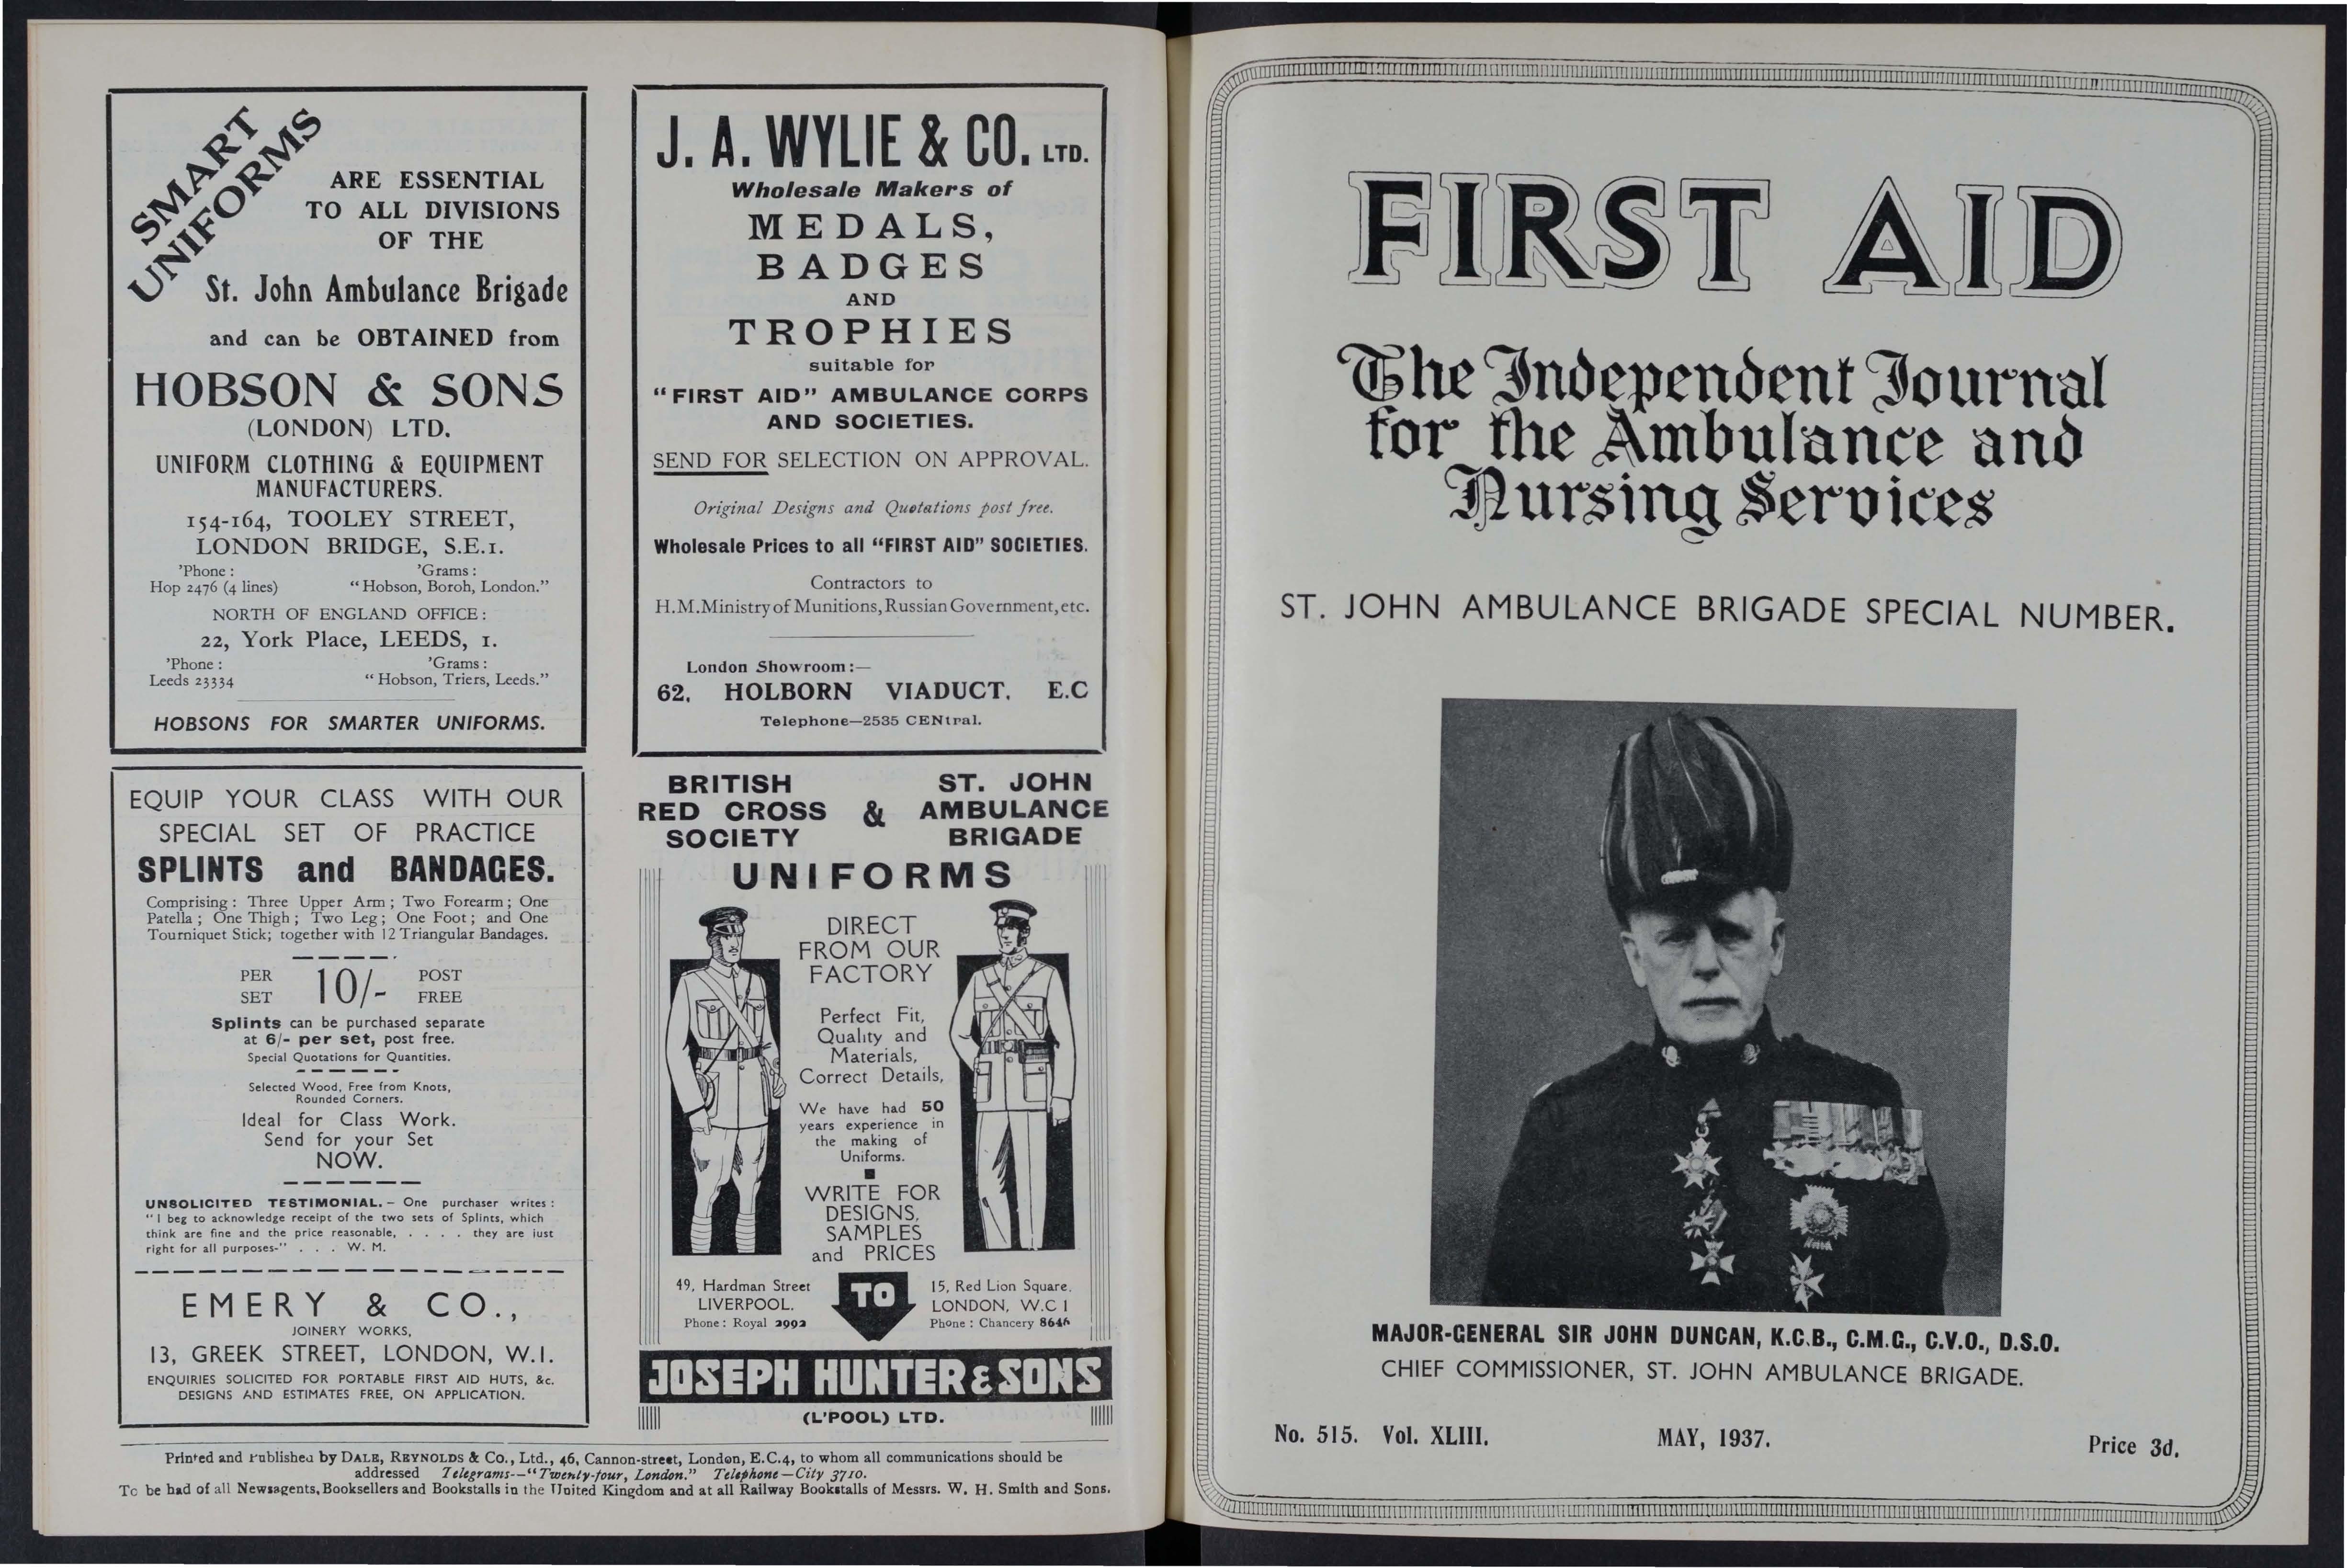 SMART
UNIFORMS
ARE ESSENTIAL
TO ALL DIVISIONS
OF THE
St. John Ambulance Brigade
and can be OBTAINED from
HOBSON & SONS
(LONDON) LTD.
UNIFORM CLOTHING & EQUIPMENT
MANUFACTURERS.
154-164, TOOLEY STREET,
LONDON BRIDGE, S.E.1.
'Phone : 'Grams :
Hop 2476 (4 lines) "Hobson, Boroh, London."
NORTH OF ENGLAND OFFICE :
22, York Place, LEEDS, 1.
'Phone : 'Grams :
Leeds 23334 "Hobson, Triers, Leeds."
HOBSONS FOR SMARTER UNIFORMS.
EQUIP YOUR CLASS WITH OUR
SPECIAL SET OF PRACTICE
SPLINTS and BANDAGES.
Comprising : Three Upper Arm ; Two Forearm ; One
Patella ; One Thigh ; Two Leg ; One Foot ; and One
Tourniquet Stick; together with 12 Triangular Bandages.
PER SET 10/- POST FREE
Splints can be purchased separate
at 6/- per set, post free.
Special Quotations for Quantities.
Selected Wood, Free from Knots,
Rounded Corners.
Ideal for Class Work.
Send for your Set
NOW.
UNSOLICITED TESTIMONIAL. – One purchaser writes :
"I beg to acknowledge receipt of the two sets of Splints, which
think are fine and the price reasonable, . . . . they are just
right for all purposes-" . . . W. M.
EMERY & CO.,
JOINERY WORKS,
13, GREEK STREET, LONDON, W.1.
ENQUIRIES SOLICITED FOR PORTABLE FIRST AID HUTS, &c.
DESIGNS AND ESTIMATES FREE, ON APPLICATION.
J. A. WYLIE & CO. LTD.
Wholesale Makers of
MEDALS,
BADGES
AND
TROPHIES
suitable for
"FIRST AID" AMBULANCE CORPS
AND SOCIETIES.
SEND FOR SELECTION ON APPROVAL.
Original Designs and Quotations post free.
Wholesale Prices to all "FIRST AID" SOCIETIES.
Contractors to
H.M.Ministry of Munitions, Russian Government, etc.
London Showroom :—
62, HOLBORN VIADUCT, E.C
Telephone—2535 CENtral.
BRITISH
RED CROSS
SOCIETY
&
ST. JOHN
AMBULANCE
BRIGADE
UNIFORMS
DIRECT
FROM OUR
FACTORY
Perfect Fit,
Quality and
Materials,
Correct Details,
We have had 50
years experience in
the making of
Uniforms.
WRITE FOR
DESIGNS,
SAMPLES
and PRICES
TO
49, Hardman Street
LIVERPOOL.
Phone : Royal 2992
15, Red Lion Square,
LONDON, W.C 1
Phone : Chancery 8646
JOSEPH HUNTER & SONS
(L'POOL) LTD.
Printed and Published by DALE, REYNOLDS & Co., Ltd., 46, Cannon-street, London, E.C.4, to whom all communications should be
addressed Telegrams--"Twenty-four, London." Telephone—City 3710.
To be had of all Newsagents, Booksellers and Bookstalls in the United Kingdom and at all Railway Bookstalls of Messrs. W. H. Smith and Sons.
FIRST AID
The Independent Journal
for the Ambulance and
Nursing Services
ST. JOHN AMBULANCE BRIGADE SPECIAL NUMBER.
MAJOR-GENERAL SIR JOHN DUNCAN, K.C.B., C.M.G., C.V.O., D.S.O.
CHIEF COMMISSIONER, ST. JOHN AMBULANCE BRIGADE.
No. 515. Vol. XLIII. MAY, 1937. Price 3d.